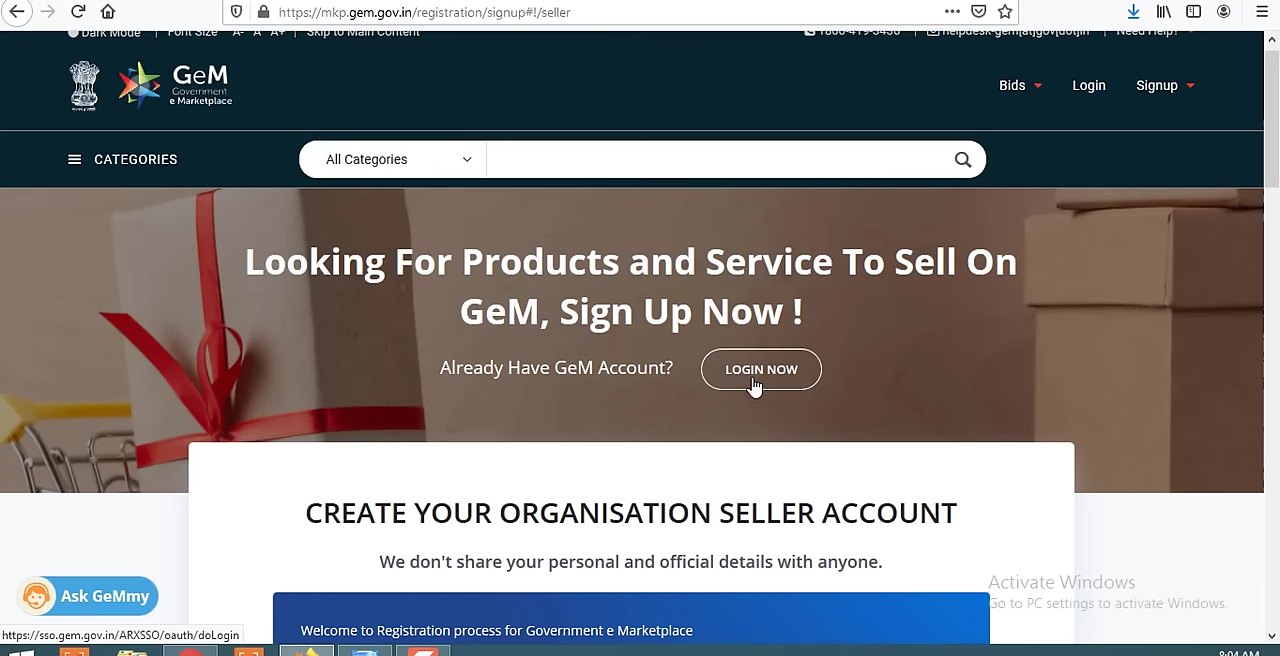 https://mkp.gem.gov.in/registration/signup#!/seller
Dark Mode | Font Size A- A A+ | Skip to Main Content
1800-419-3436 | helpdesk-gem[at]gov[dot]in | Need Help?
GeM
Government
e Marketplace
Bids Login Signup
CATEGORIES All Categories
Looking For Products and Service To Sell On
GeM, Sign Up Now !
Already Have GeM Account? LOGIN NOW
CREATE YOUR ORGANISATION SELLER ACCOUNT
We don't share your personal and official details with anyone.
Activate Windows
Go to PC settings to activate Windows.
Ask GeMmy
Welcome to Registration process for Government e Marketplace
https://sso.gem.gov.in/ARXSSO/oauth/doLogin
8:04 AM